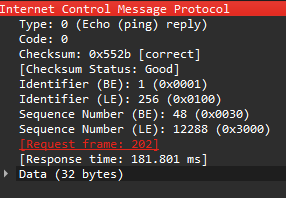 Internet Control Message Protocol
Type: 0 (Echo (ping) reply)
Code: 0
Checksum: 0x552b [correct]
[Checksum Status: Good]
Identifier (BE): 1 (0x0001)
Identifier (LE): 256 (0x0100)
Sequence Number (BE): 48 (0x0030)
Sequence Number (LE): 12288 (0x3000)
[Request frame: 202]
[Response time: 181.801 ms]
Data (32 bytes)